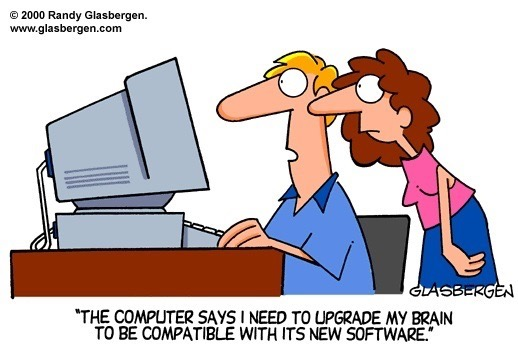 © 2000 Randy Glasbergen.
www.glasbergen.com
GLASBERGEN
"THE COMPUTER SAYS I NEED TO UPGRADE MY BRAIN
TO BE COMPATIBLE WITH ITS NEW SOFTWARE."